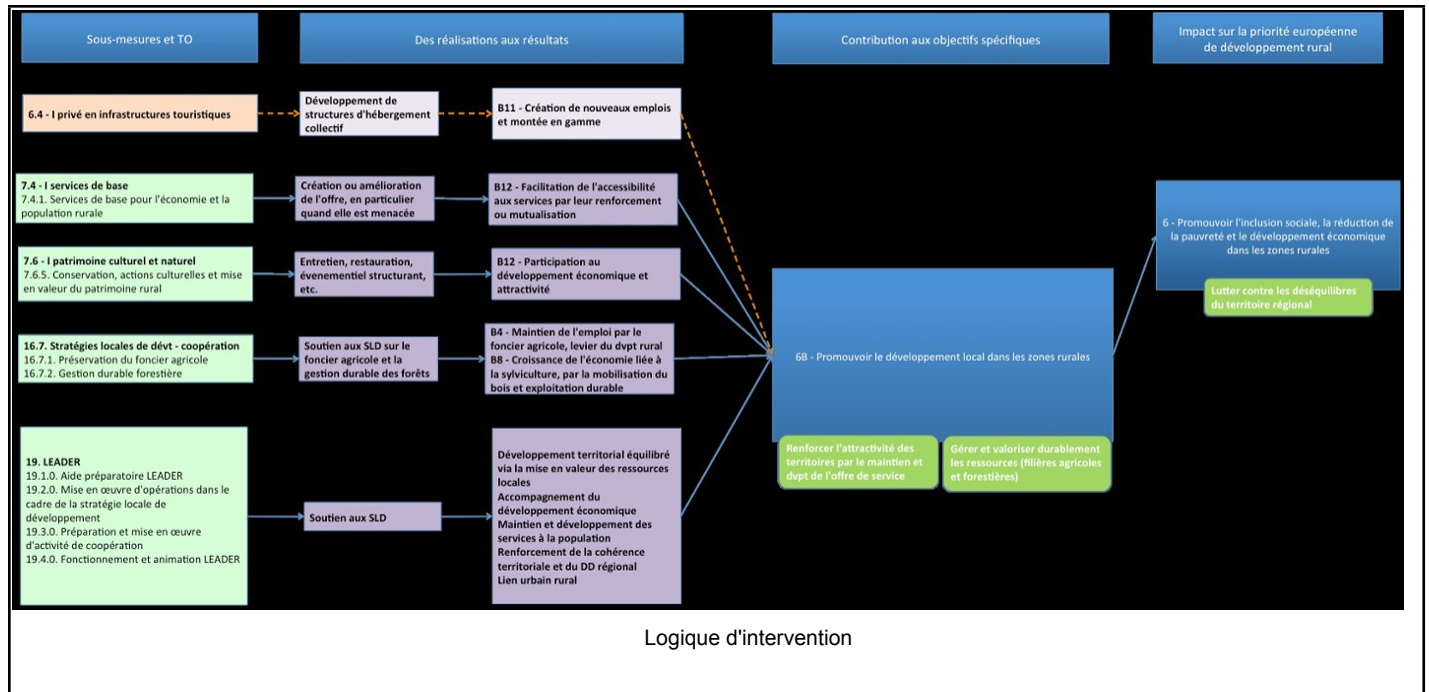 Sous-mesures et TO
Des réalisations aux résultats
Contribution aux objectifs spécifiques
Impact sur la priorité européenne
de développement rural
6.4 - I privé en infrastructures touristiques
Développement de
structures d'hébergement
collectif
B11 - Création de nouveaux emplois
et montée en gamme
7.4 - I services de base
7.4.1. Services de base pour l'économie et la
population rurale
Création ou amélioration
de l'offre, en particulier
quand elle est menacée
B12 - Facilitation de l'accessibilité
aux services par leur renforcement
ou mutualisation
7.6 - I patrimoine culturel et naturel
7.6.5. Conservation, actions culturelles et mise
en valeur du patrimoine rural
Entretien, restauration,
évenementiel structurant,
etc.
B12 - Participation au
développement économique et
attractivité
16.7. Stratégies locales de dévt - coopération
16.7.1. Préservation du foncier agricole
16.7.2. Gestion durable forestière
Soutien aux SLD sur le
foncier agricole et la
gestion durable des forêts
B4 - Maintien de l'emploi par le
foncier agricole, levier du dvpt rural
B8 - Croissance de l'économie liée à
la sylviculture, par la mobilisation du
bois et exploitation durable
19. LEADER
19.1.0. Aide préparatoire LEADER
19.2.0. Mise en œuvre d'opérations dans le
cadre de la stratégie locale de
développement
19.3.0. Préparation et mise en œuvre
d'activité de coopération
19.4.0. Fonctionnement et animation LEADER
Soutien aux SLD
Développement territorial équilibré
via la mise en valeur des ressources
locales
Accompagnement du
développement économique
Maintien et développement des
services à la population
Renforcement de la cohérence
territoriale et du DD régional
Lien urbain rural
6B - Promouvoir le développement local dans les zones rurales
Renforcer l'attractivité des
territoires par le maintien et
dvpt de l'offre de service
Gérer et valoriser durablement
les ressources (filières agricoles
et forestières)
6 - Promouvoir l'inclusion sociale, la réduction de
la pauvreté et le développement économique
dans les zones rurales
Lutter contre les déséquilibres
du territoire régional
Logique d'intervention